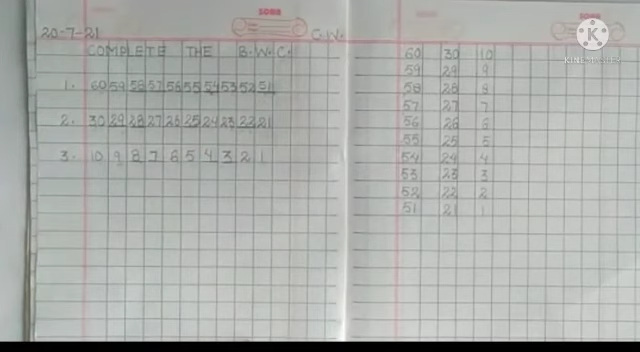 SONA
20-7-21
C.W.
COMPLETE THE B.W.C.
1. 60 59 58 57 56 55 54 53 52 51
2. 30 29 28 27 26 25 24 23 22 21
3. 10 9 8 7 6 5 4 3 2 1
60 30 10
59 29 9
58 28 8
57 27 7
56 26 6
55 25 5
54 24 4
53 23 3
52 22 2
51 21 1
KINEMASTER